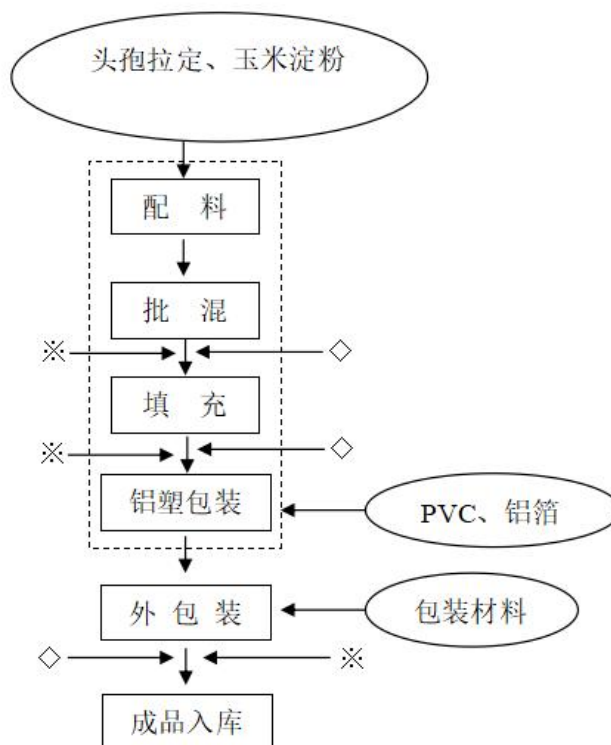 头孢拉定、玉米淀粉
配 料
批 混
※ ◇
填 充
※ ◇
铝塑包装
PVC、铝箔
外 包 装
包装材料
◇ ※
成品入库